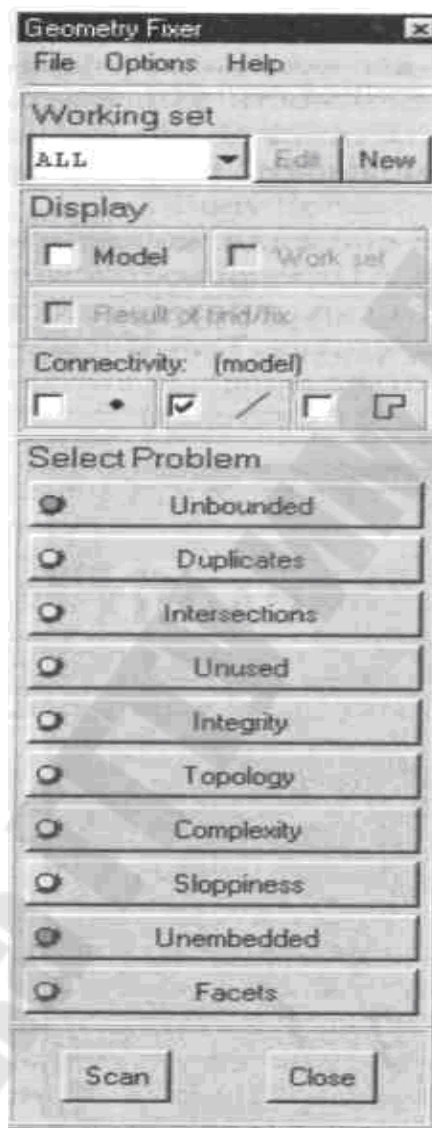 Geometry Fixer
File Options Help
Working set
ALL Edit New
Display
Model Work set
Result of find/fix
Connectivity: (model)
Select Problem
Unbounded
Duplicates
Intersections
Unused
Integrity
Topology
Complexity
Sloppiness
Unembedded
Facets
Scan Close